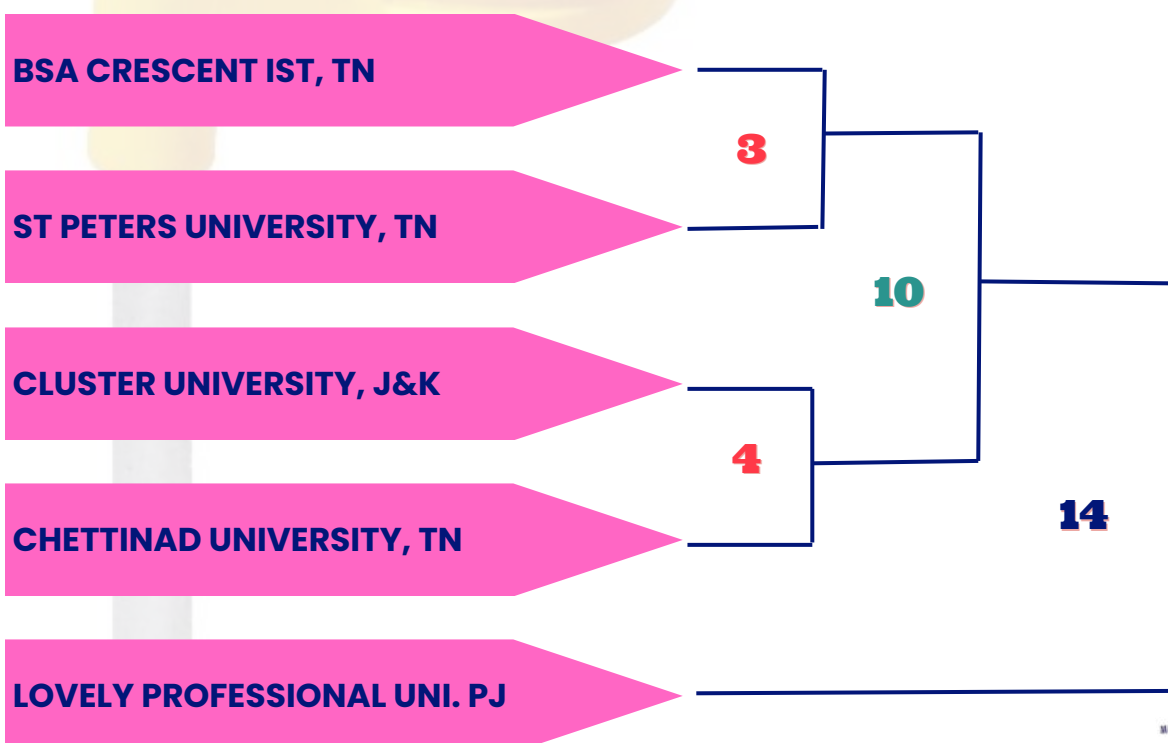 BSA CRESCENT IST, TN
3
ST PETERS UNIVERSITY, TN
10
CLUSTER UNIVERSITY, J&K
4
14
CHETTINAD UNIVERSITY, TN
LOVELY PROFESSIONAL UNI. PJ